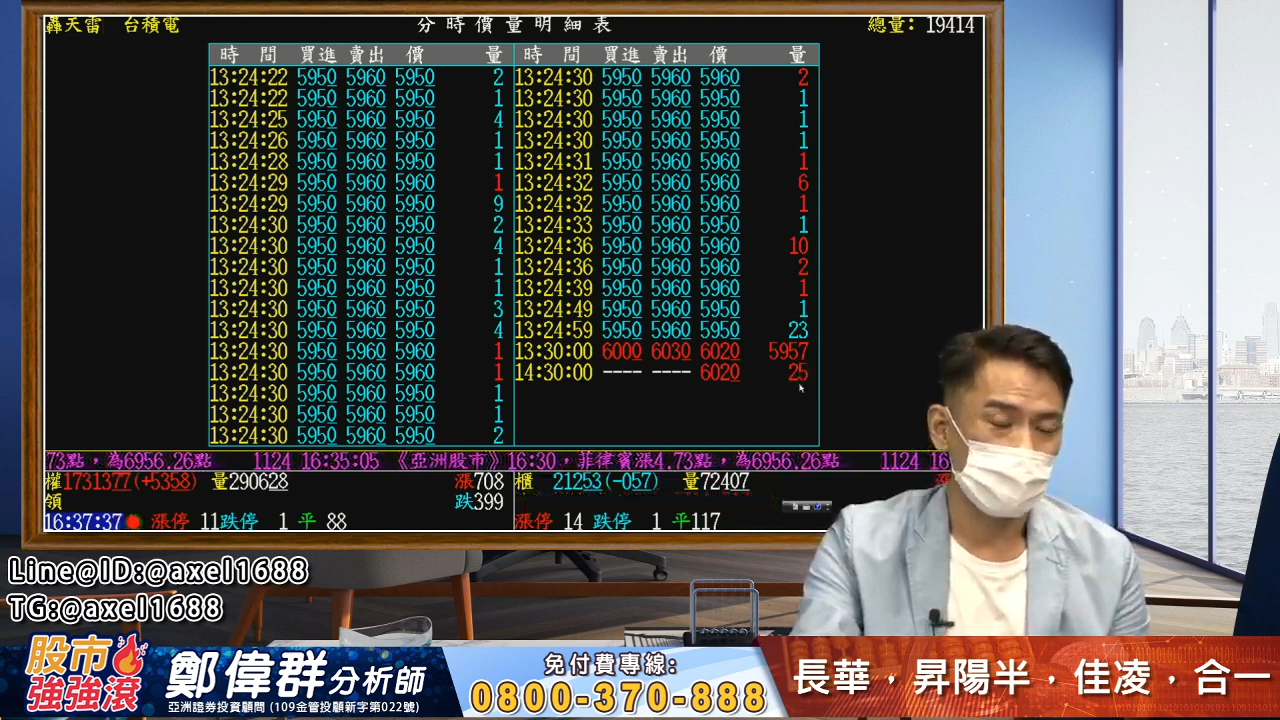 轟天雷 台積電 分時價量明細表 總量: 19414
時 間 買進 賣出 價 量 時 間 買進 賣出 價 量
13:24:22 5950 5960 5950 2 13:24:30 5950 5960 5960 2
13:24:22 5950 5960 5950 1 13:24:30 5950 5960 5950 1
13:24:25 5950 5960 5950 4 13:24:30 5950 5960 5950 1
13:24:26 5950 5960 5950 1 13:24:30 5950 5960 5950 1
13:24:28 5950 5960 5950 1 13:24:31 5950 5960 5960 1
13:24:29 5950 5960 5960 1 13:24:32 5950 5960 5960 6
13:24:29 5950 5960 5950 9 13:24:32 5950 5960 5960 1
13:24:30 5950 5960 5950 2 13:24:33 5950 5960 5950 1
13:24:30 5950 5960 5950 4 13:24:36 5950 5960 5960 10
13:24:30 5950 5960 5950 1 13:24:36 5950 5960 5960 2
13:24:30 5950 5960 5950 1 13:24:39 5950 5960 5960 1
13:24:30 5950 5960 5950 3 13:24:49 5950 5960 5950 1
13:24:30 5950 5960 5950 4 13:24:59 5950 5960 5950 23
13:24:30 5950 5960 5960 1 13:30:00 6000 6030 6020 5957
13:24:30 5950 5960 5960 1 14:30:00 ---- ---- 6020 25
13:24:30 5950 5960 5950 1
13:24:30 5950 5960 5950 1
13:24:30 5950 5960 5950 2
73點，為6956.26點 1124 16:35:05 《亞洲股市》16:30，菲律賓漲4.73點，為6956.26點 1124 16
權1731377(+5358) 量290628 漲708 櫃 21253(-057) 量72407
領 跌399
16:37:37 漲停 11跌停 1 平 88 漲停 14 跌停 1 平117
Line@ID:@axel1688
TG:@axel1688
股市
強強滾
鄭偉群分析師
亞洲證券投資顧問 (109金管投顧新字第022號)
免付費專線:
0800-370-888
長華，昇陽半，佳凌，合一